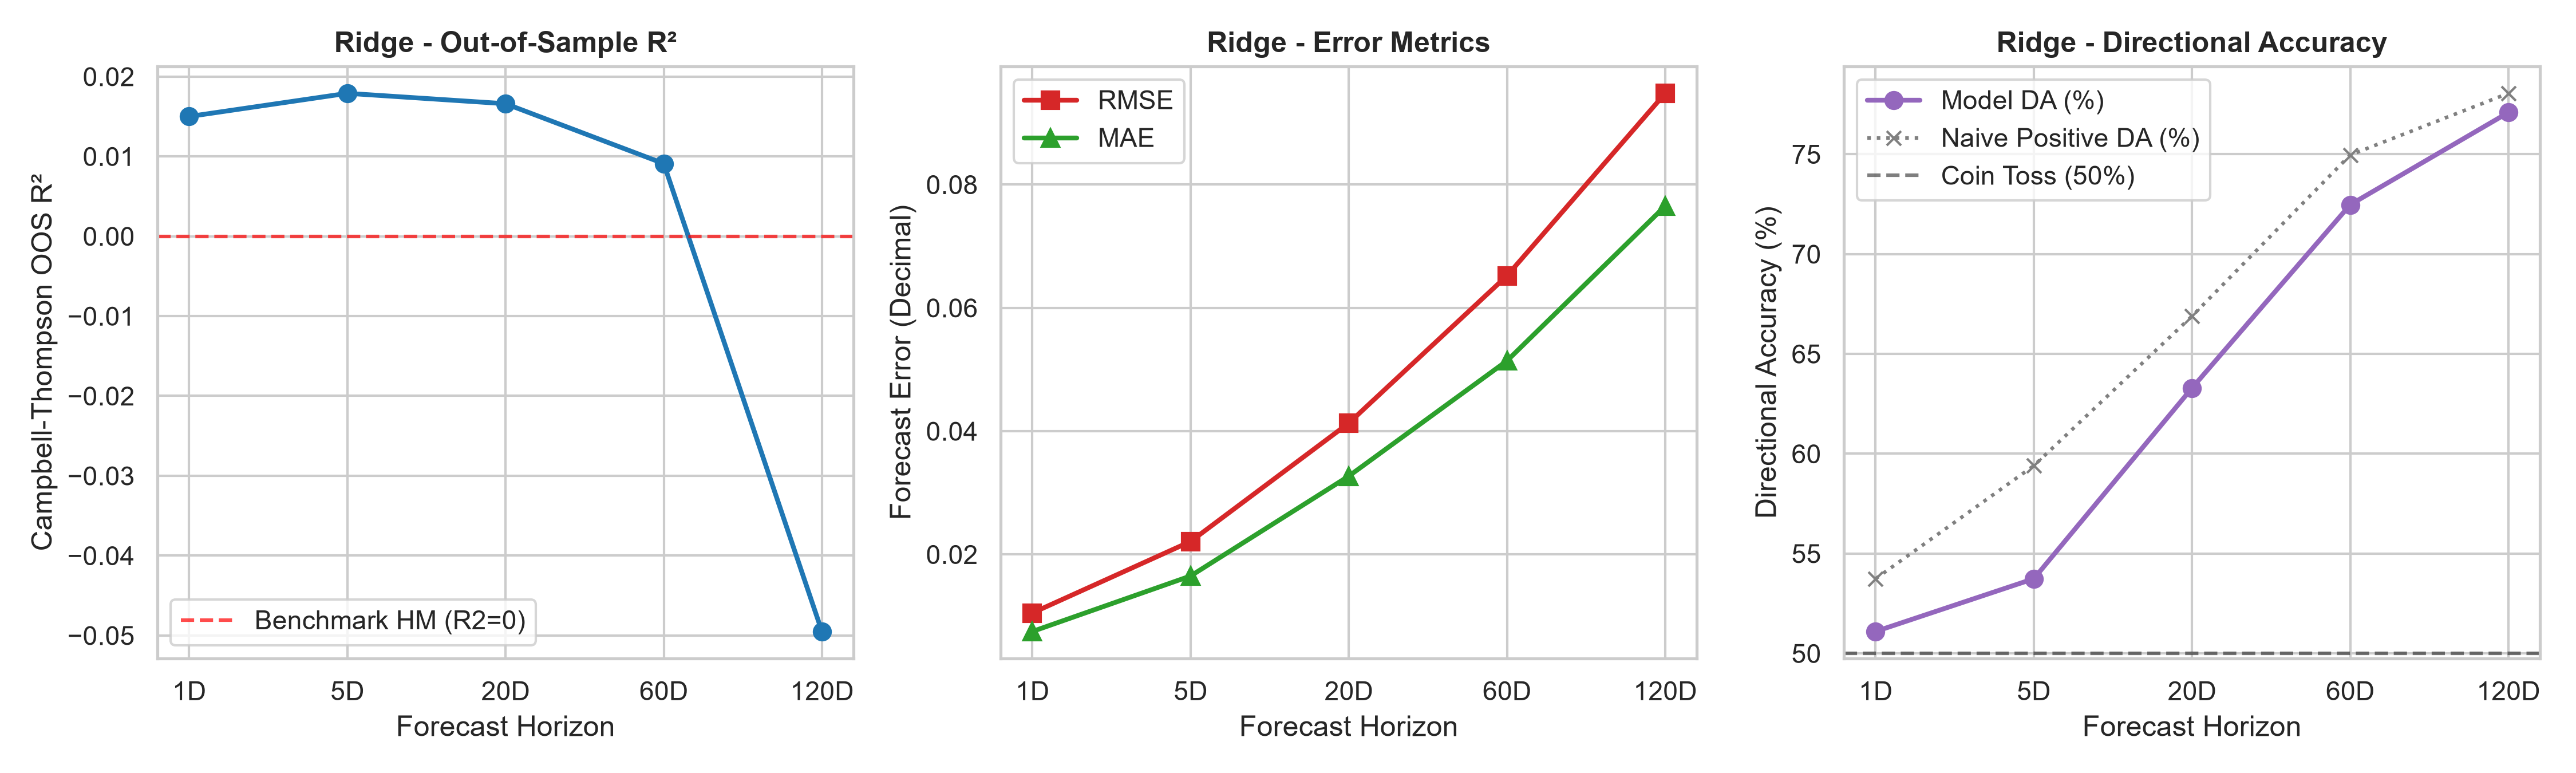 Ridge - Out-of-Sample R²
Campbell-Thompson OOS R²
0.02
0.01
0.00
−0.01
−0.02
−0.03
−0.04
−0.05
Benchmark HM (R2=0)
1D 5D 20D 60D 120D
Forecast Horizon
Ridge - Error Metrics
Forecast Error (Decimal)
RMSE
MAE
0.08
0.06
0.04
0.02
1D 5D 20D 60D 120D
Forecast Horizon
Ridge - Directional Accuracy
Directional Accuracy (%)
Model DA (%)
Naive Positive DA (%)
Coin Toss (50%)
75
70
65
60
55
50
1D 5D 20D 60D 120D
Forecast Horizon